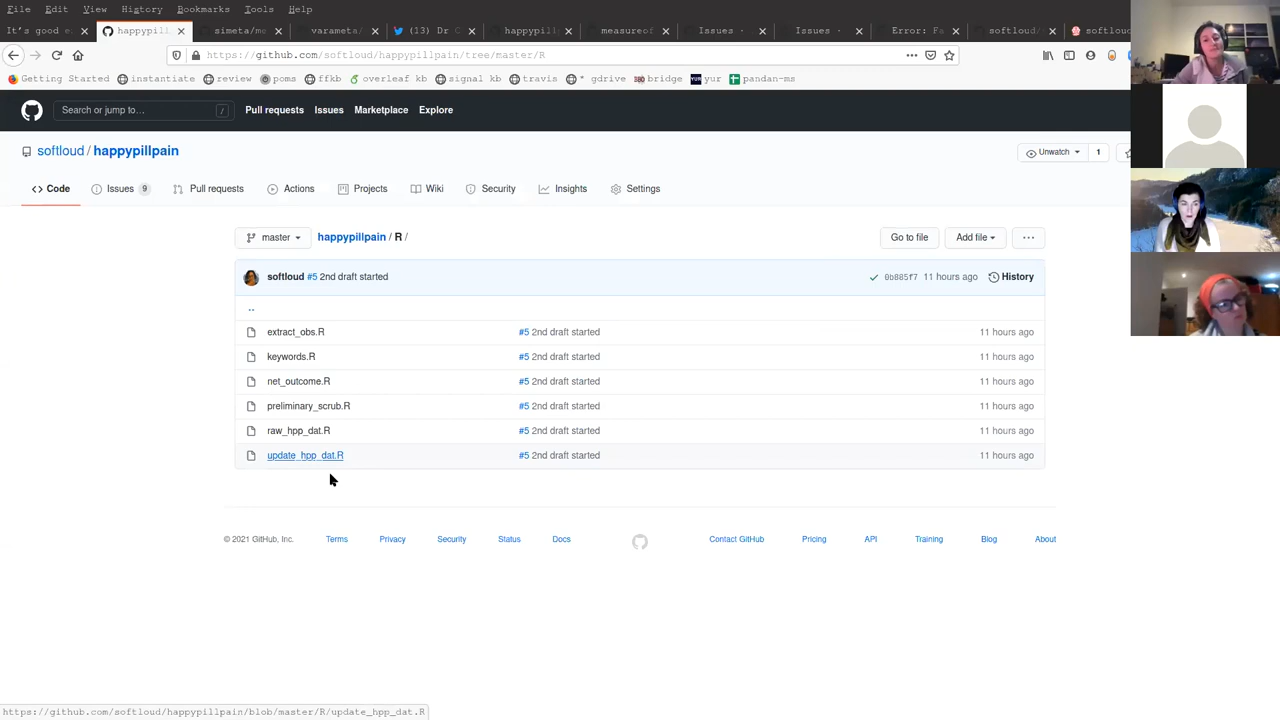 File Edit View History Bookmarks Tools Help
It's good e happypill simeta/me varameta/ (13) Dr C happypill measureof Issues · Issues · Error: Fa softloud/ softloud
https://github.com/softloud/happypillpain/tree/master/R
Getting Started instantiate review poms ffkb overleaf kb signal kb travis * gdrive bridge yur pandan-ms
Search or jump to… / Pull requests Issues Marketplace Explore
softloud / happypillpain Unwatch 1
Code Issues 9 Pull requests Actions Projects Wiki Security Insights Settings
master happypillpain / R / Go to file Add file
softloud #5 2nd draft started 0b885f7 11 hours ago History
..
extract_obs.R #5 2nd draft started 11 hours ago
keywords.R #5 2nd draft started 11 hours ago
net_outcome.R #5 2nd draft started 11 hours ago
preliminary_scrub.R #5 2nd draft started 11 hours ago
raw_hpp_dat.R #5 2nd draft started 11 hours ago
update_hpp_dat.R #5 2nd draft started 11 hours ago
© 2021 GitHub, Inc. Terms Privacy Security Status Docs Contact GitHub Pricing API Training Blog About
https://github.com/softloud/happypillpain/blob/master/R/update_hpp_dat.R